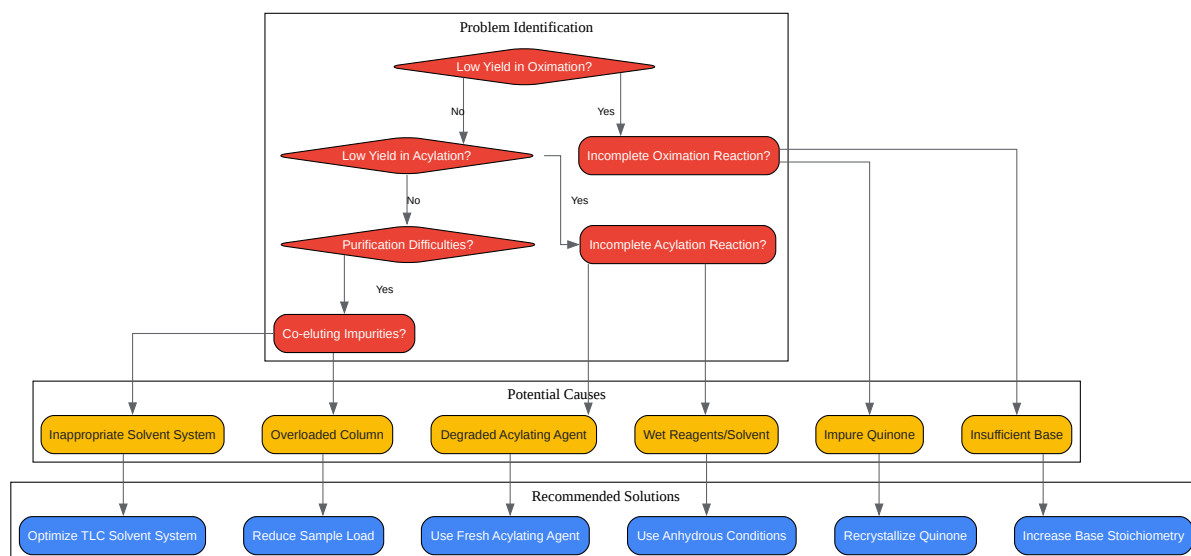 Problem Identification
Low Yield in Oximation?
No
Yes
Low Yield in Acylation?
Incomplete Oximation Reaction?
No
Yes
Purification Difficulties?
Incomplete Acylation Reaction?
Yes
Co-eluting Impurities?
Potential Causes
Inappropriate Solvent System
Overloaded Column
Degraded Acylating Agent
Wet Reagents/Solvent
Impure Quinone
Insufficient Base
Recommended Solutions
Optimize TLC Solvent System
Reduce Sample Load
Use Fresh Acylating Agent
Use Anhydrous Conditions
Recrystallize Quinone
Increase Base Stoichiometry